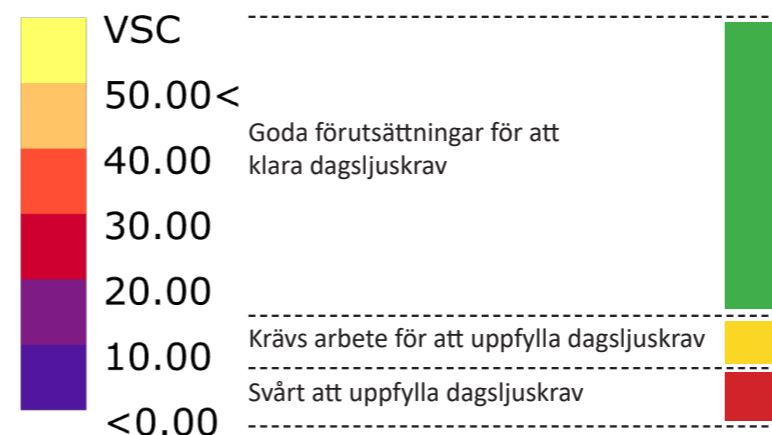 VSC
50.00<
40.00
30.00
20.00
10.00
<0.00
Goda förutsättningar för att
klara dagsljuskrav
Krävs arbete för att uppfylla dagsljuskrav
Svårt att uppfylla dagsljuskrav